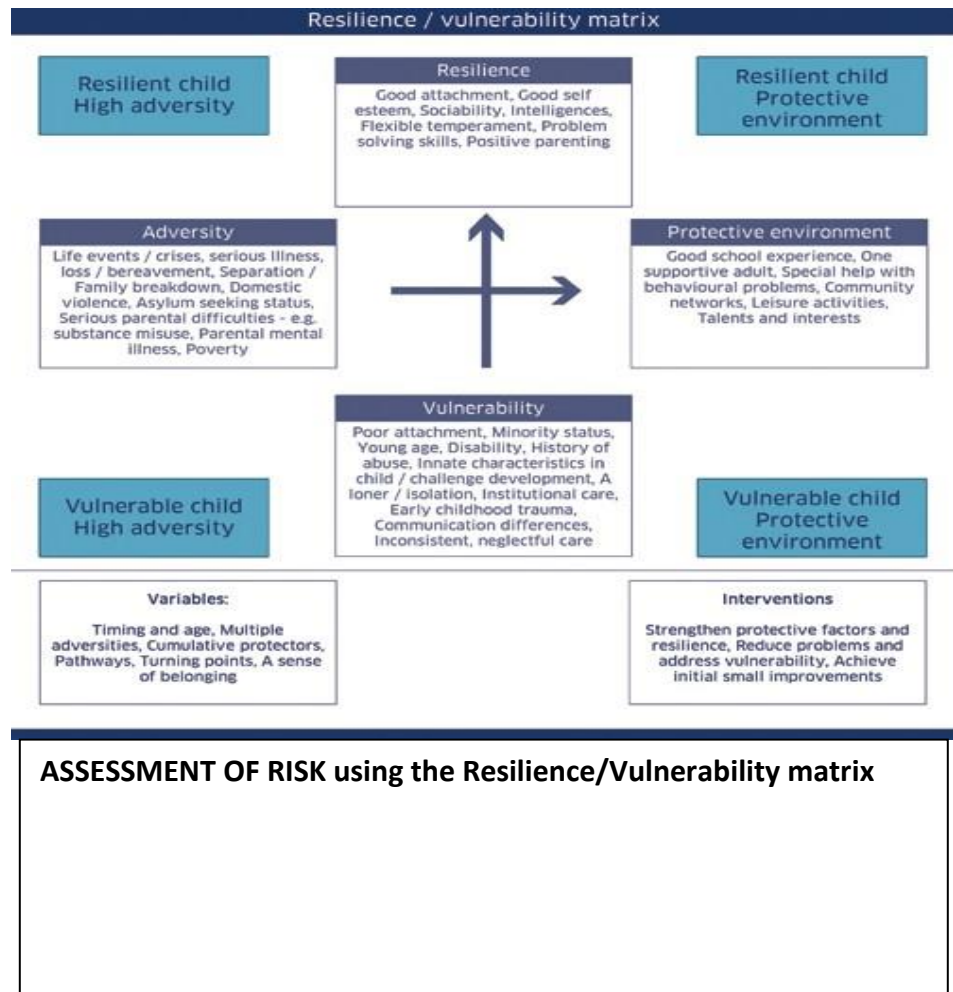 Resilience / vulnerability matrix
Resilient child
High adversity
Resilience
Good attachment, Good self
esteem, Sociability, Intelligences,
Flexible temperament, Problem
solving skills, Positive parenting
Resilient child
Protective
environment
Adversity
Life events / crises, serious Illness,
loss / bereavement, Separation /
Family breakdown, Domestic
violence, Asylum seeking status,
Serious parental difficulties - e.g.
substance misuse, Parental mental
illness, Poverty
Protective environment
Good school experience, One
supportive adult, Special help with
behavioural problems, Community
networks, Leisure activities,
Talents and interests
Vulnerability
Poor attachment, Minority status,
Young age, Disability, History of
abuse, Innate characteristics in
child / challenge development, A
loner / isolation, Institutional care,
Early childhood trauma,
Communication differences,
Inconsistent, neglectful care
Vulnerable child
High adversity
Vulnerable child
Protective
environment
Variables:
Timing and age, Multiple
adversities, Cumulative protectors,
Pathways, Turning points, A sense
of belonging
Interventions
Strengthen protective factors and
resilience, Reduce problems and
address vulnerability, Achieve
initial small improvements
ASSESSMENT OF RISK using the Resilience/Vulnerability matrix